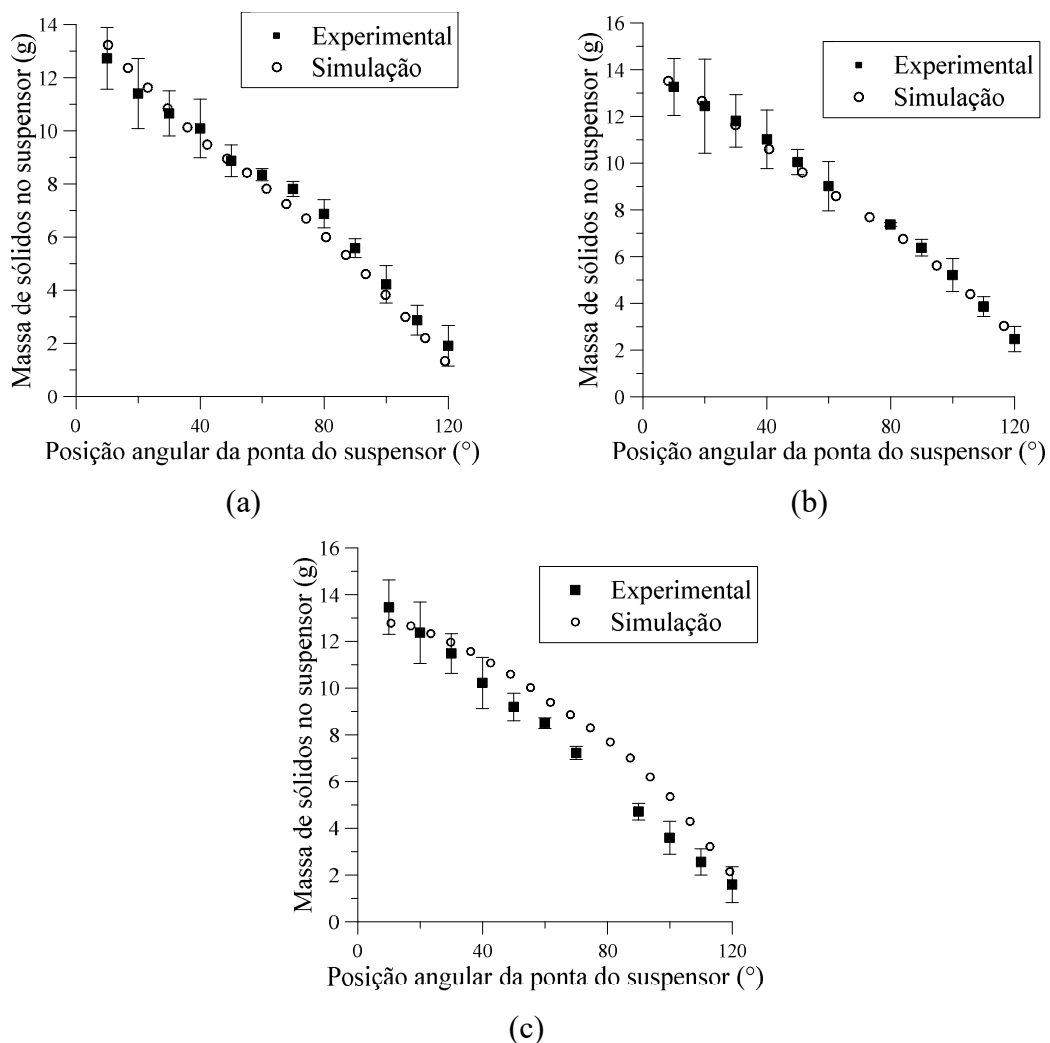 14
12
10
8
6
4
2
0
Massa de sólidos no suspensor (g)
Experimental
Simulação
0 40 80 120
Posição angular da ponta do suspensor (°)
(a)
16
14
12
10
8
6
4
2
0
Massa de sólidos no suspensor (g)
Experimental
Simulação
0 40 80 120
Posição angular da ponta do suspensor (°)
(b)
16
14
12
10
8
6
4
2
0
Massa de sólidos no suspensor (g)
Experimental
Simulação
0 40 80 120
Posição angular da ponta do suspensor (°)
(c)